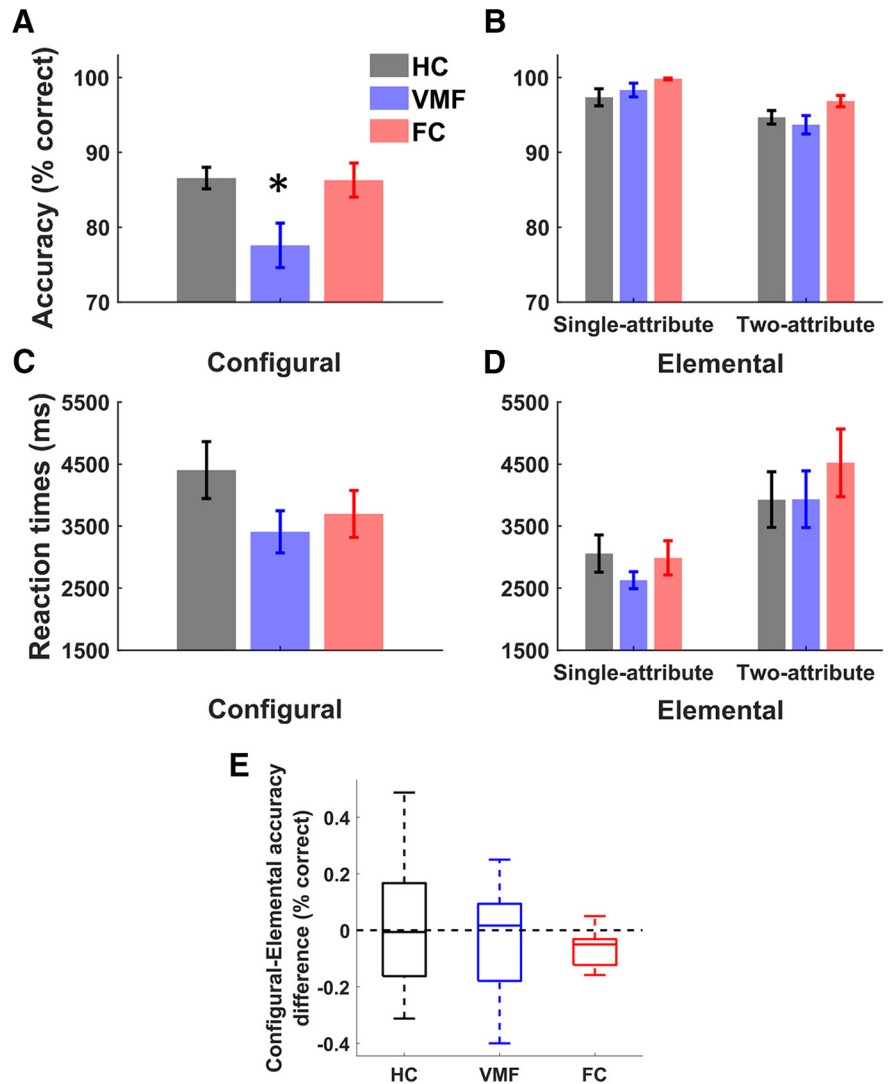 A
B
Accuracy (% correct)
100
90
80
70
HC
VMF
FC
*
Configural
100
90
80
70
Single-attribute Two-attribute
Elemental
C
D
Reaction times (ms)
5500
4500
3500
2500
1500
Configural
5500
4500
3500
2500
1500
Single-attribute Two-attribute
Elemental
E
Configural-Elemental accuracy
difference (% correct)
0.4
0.2
0
-0.2
-0.4
HC VMF FC